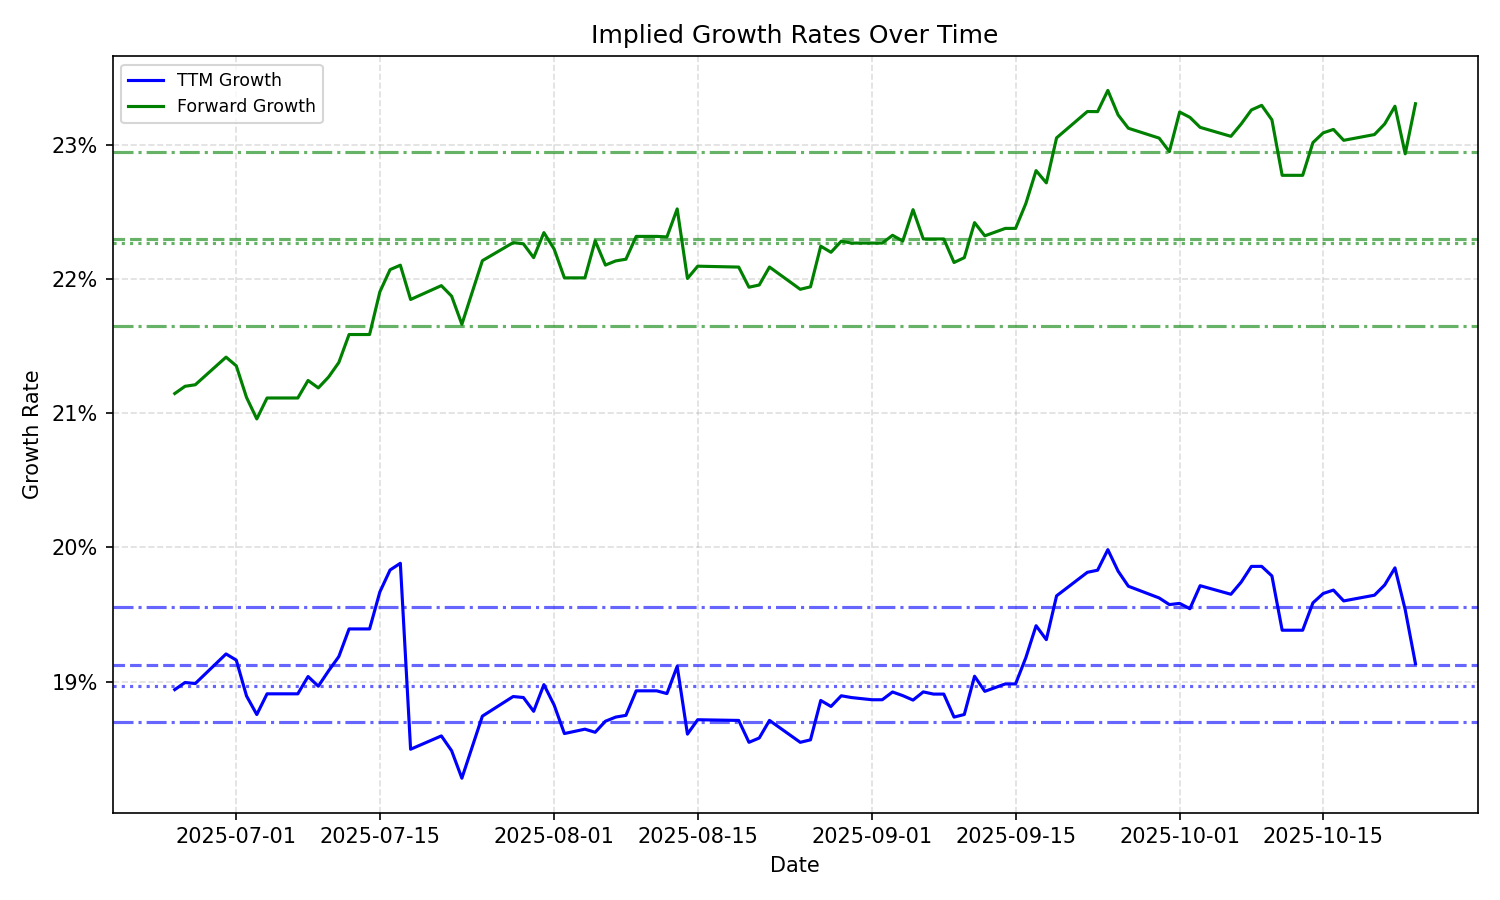 Implied Growth Rates Over Time
TTM Growth
Forward Growth
23%
22%
21%
20%
19%
Growth Rate
2025-07-01 2025-07-15 2025-08-01 2025-08-15 2025-09-01 2025-09-15 2025-10-01 2025-10-15
Date